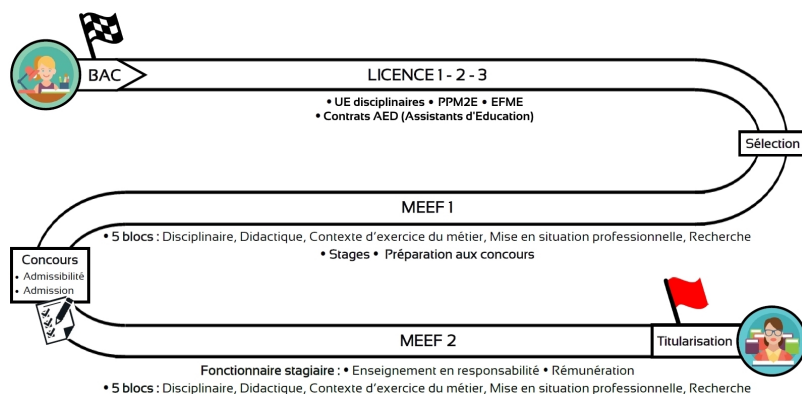 BAC
LICENCE 1 - 2 - 3
• UE disciplinaires • PPM2E • EFME
• Contrats AED (Assistants d'Education)
Sélection
MEEF 1
• 5 blocs : Disciplinaire, Didactique, Contexte d'exercice du métier, Mise en situation professionnelle, Recherche
• Stages • Préparation aux concours
Concours
• Admissibilité
• Admission
MEEF 2
Titularisation
Fonctionnaire stagiaire : • Enseignement en responsabilité • Rémunération
• 5 blocs : Disciplinaire, Didactique, Contexte d'exercice du métier, Mise en situation professionnelle, Recherche